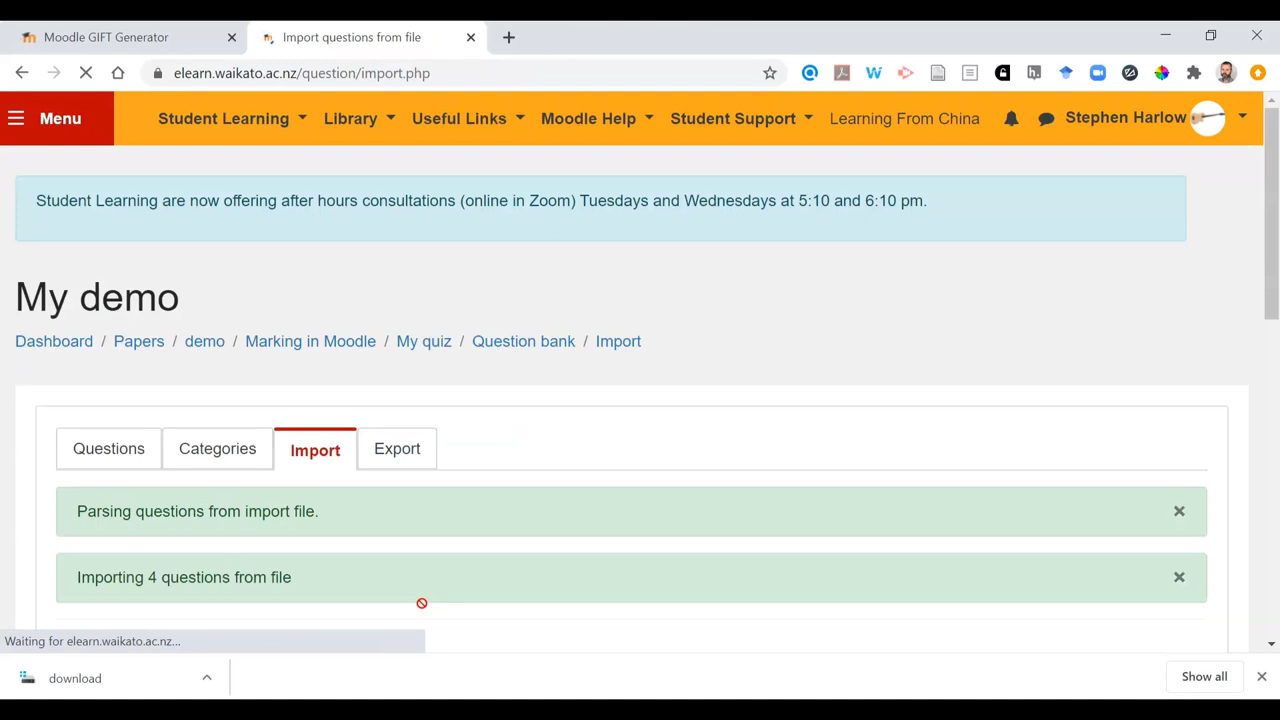 Moodle GIFT Generator
Import questions from file
elearn.waikato.ac.nz/question/import.php
Menu
Student Learning
Library
Useful Links
Moodle Help
Student Support
Learning From China
Stephen Harlow
Student Learning are now offering after hours consultations (online in Zoom) Tuesdays and Wednesdays at 5:10 and 6:10 pm.
My demo
Dashboard / Papers / demo / Marking in Moodle / My quiz / Question bank / Import
Questions
Categories
Import
Export
Parsing questions from import file.
Importing 4 questions from file
Waiting for elearn.waikato.ac.nz...
download
Show all